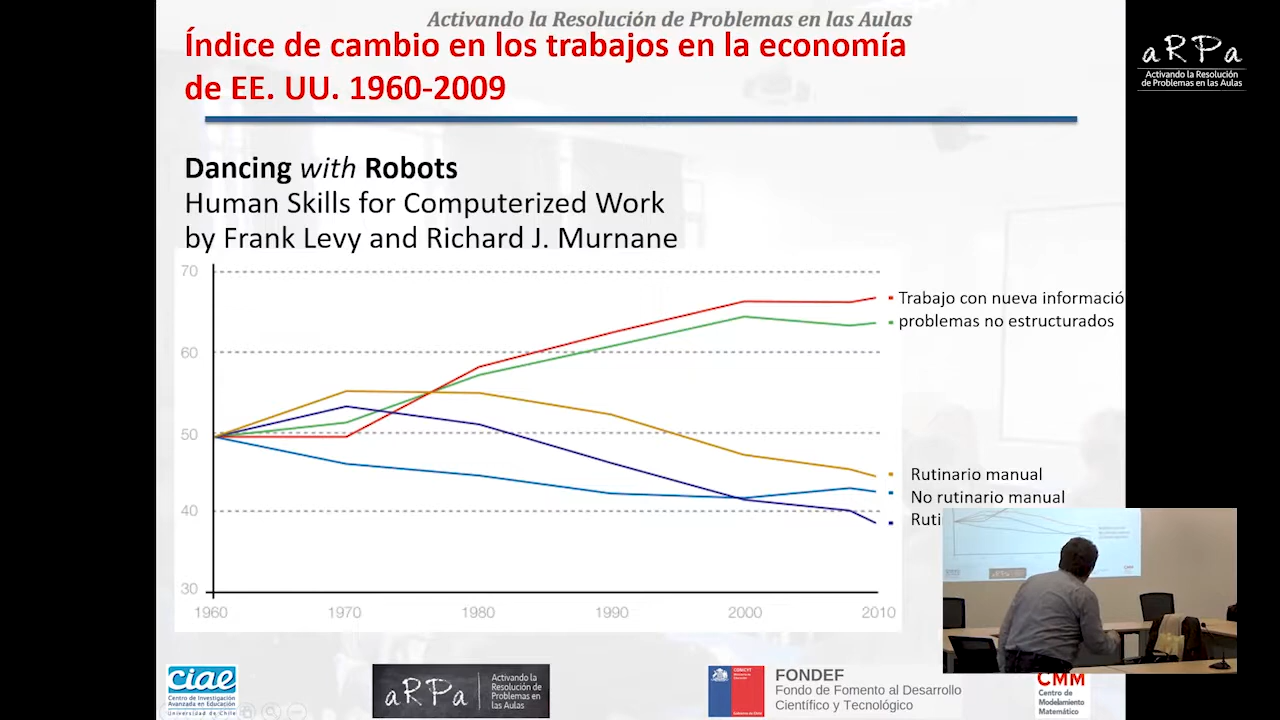 Activando la Resolución de Problemas en las Aulas
Índice de cambio en los trabajos en la economía
de EE. UU. 1960-2009
aRPa
Activando la Resolución
de Problemas en las Aulas
Dancing with Robots
Human Skills for Computerized Work
by Frank Levy and Richard J. Murnane
70
60
50
40
30
1960
1970
1980
1990
2000
2010
Trabajo con nueva informació
problemas no estructurados
Rutinario manual
No rutinario manual
Ruti
ciae
Centro de Investigación
Avanzada en Educación
Universidad de Chile
aRPa
Activando la
Resolución de
Problemas en
las Aulas
CONICYT
FONDEF
Fondo de Fomento al Desarrollo
Científico y Tecnológico
CMM
Centro de
Modelamiento
Matemático